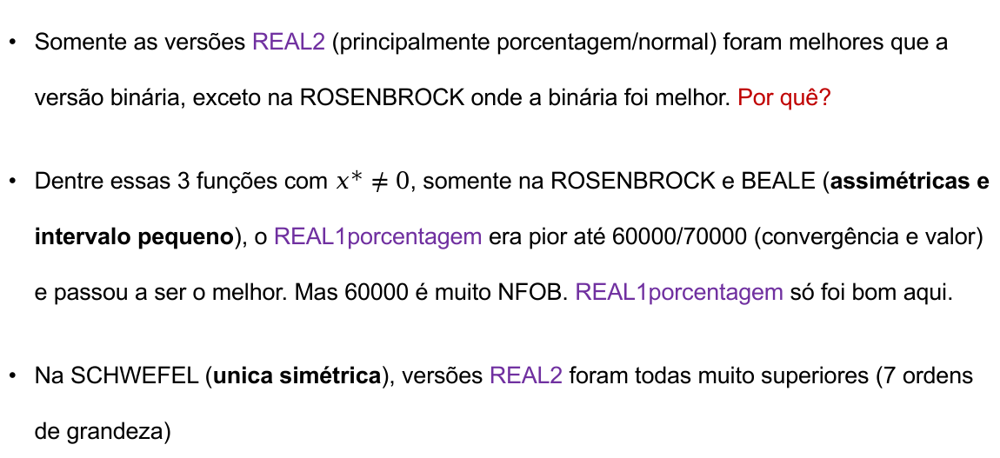 • Somente as versões REAL2 (principalmente porcentagem/normal) foram melhores que a
versão binária, exceto na ROSENBROCK onde a binária foi melhor. Por quê?
• Dentre essas 3 funções com x* ≠ 0, somente na ROSENBROCK e BEALE (assimétricas e
intervalo pequeno), o REAL1porcentagem era pior até 60000/70000 (convergência e valor)
e passou a ser o melhor. Mas 60000 é muito NFOB. REAL1porcentagem só foi bom aqui.
• Na SCHWEFEL (unica simétrica), versões REAL2 foram todas muito superiores (7 ordens
de grandeza)